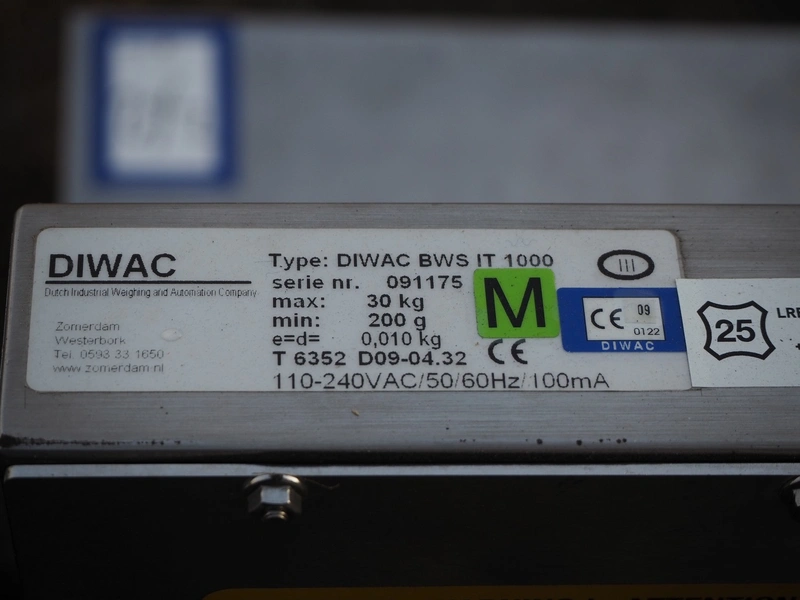 DIWAC
Dutch Industrial Weighing and Automation Company
Zomerdam
Westerbork
Tel. 0593 33 1650
www.zomerdam.nl
Type: DIWAC BWS IT 1000
serie nr. 091175
max: 30 kg
min: 200 g
e=d= 0,010 kg
T 6352 D09-04.32
110-240VAC/50/60Hz/100mA
III
M
CE
CE 09
0122
DIWAC
25
LRE
ATTENTION